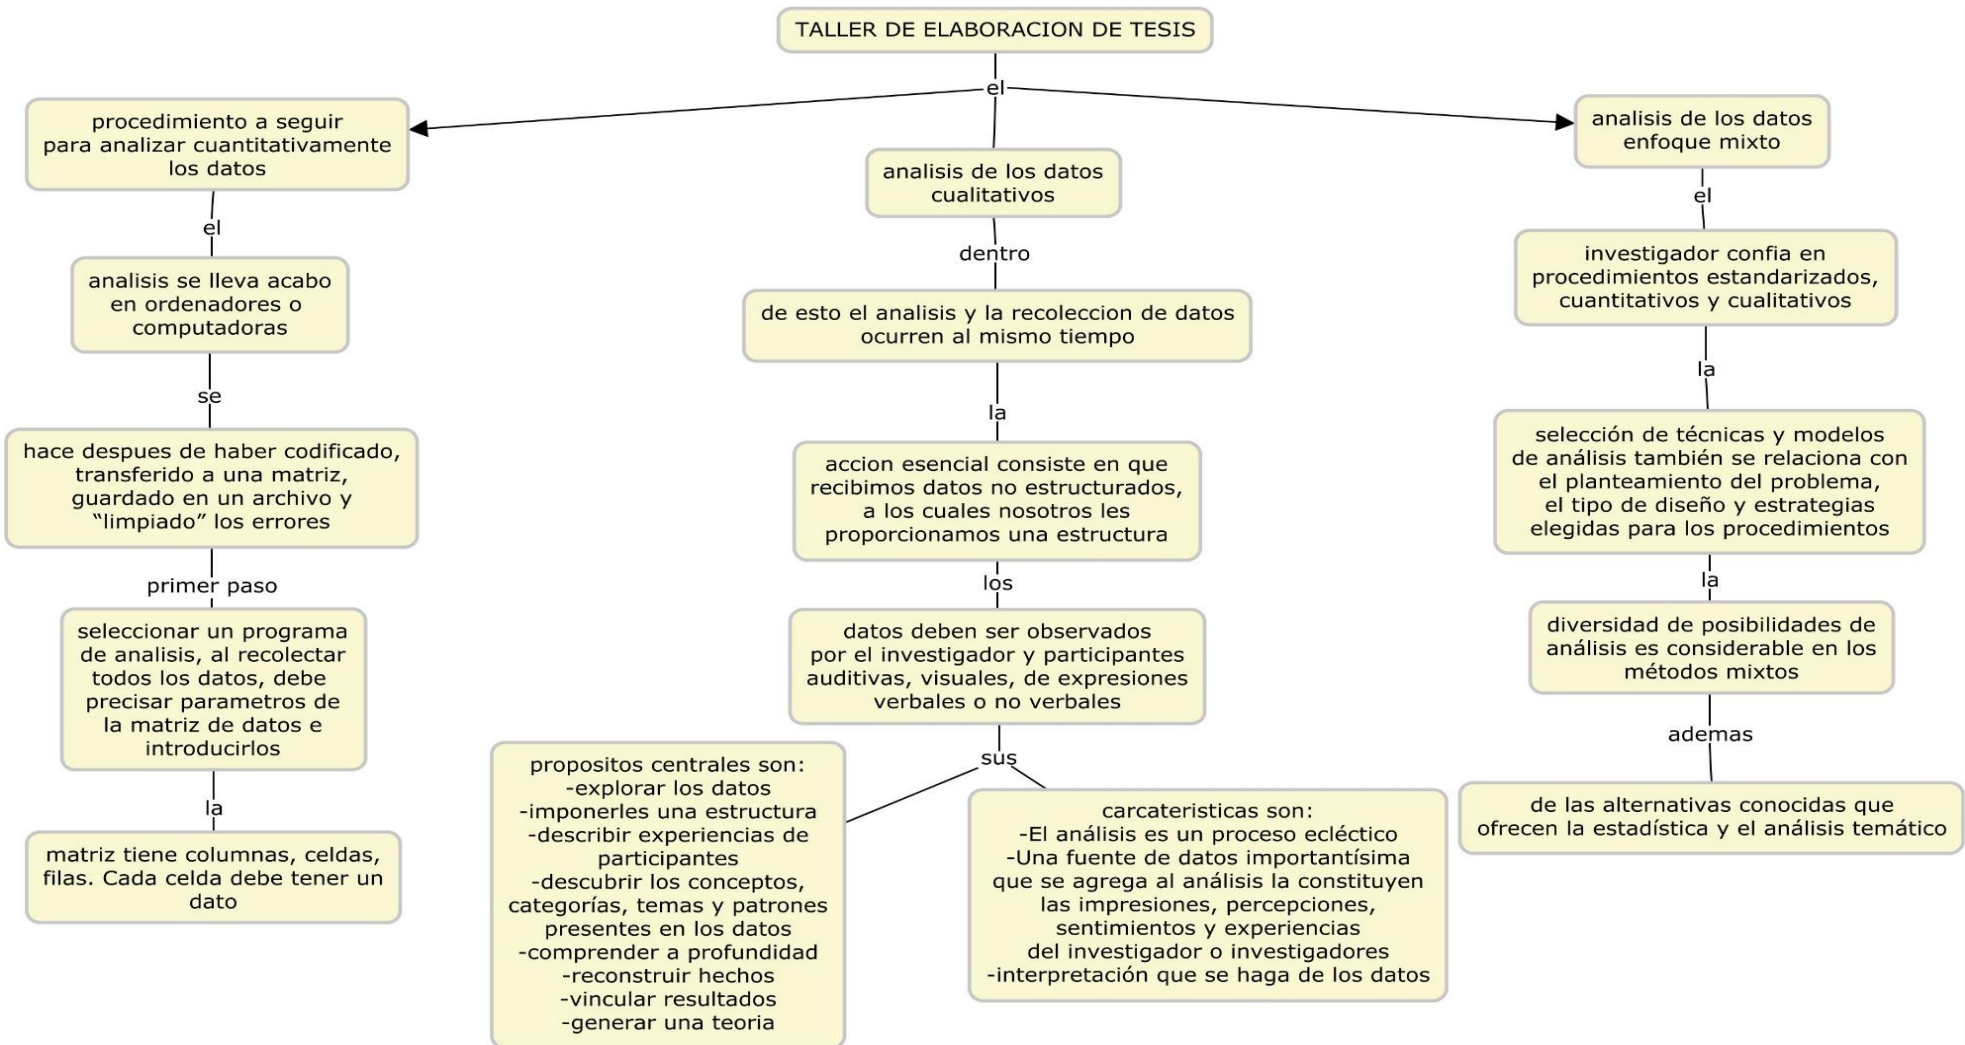 TALLER DE ELABORACION DE TESIS
el
procedimiento a seguir
para analizar cuantitativamente
los datos
el
analisis se lleva acabo
en ordenadores o
computadoras
se
hace despues de haber codificado,
transferido a una matriz,
guardado en un archivo y
“limpiado” los errores
primer paso
seleccionar un programa
de analisis, al recolectar
todos los datos, debe
precisar parametros de
la matriz de datos e
introducirlos
la
matriz tiene columnas, celdas,
filas. Cada celda debe tener un
dato
analisis de los datos
cualitativos
dentro
de esto el analisis y la recoleccion de datos
ocurren al mismo tiempo
la
accion esencial consiste en que
recibimos datos no estructurados,
a los cuales nosotros les
proporcionamos una estructura
los
datos deben ser observados
por el investigador y participantes
auditivas, visuales, de expresiones
verbales o no verbales
sus
propositos centrales son:
-explorar los datos
-imponerles una estructura
-describir experiencias de
participantes
-descubrir los conceptos,
categorías, temas y patrones
presentes en los datos
-comprender a profundidad
-reconstruir hechos
-vincular resultados
-generar una teoria
carcateristicas son:
-El análisis es un proceso ecléctico
-Una fuente de datos importantísima
que se agrega al análisis la constituyen
las impresiones, percepciones,
sentimientos y experiencias
del investigador o investigadores
-interpretación que se haga de los datos
analisis de los datos
enfoque mixto
el
investigador confia en
procedimientos estandarizados,
cuantitativos y cualitativos
la
selección de técnicas y modelos
de análisis también se relaciona con
el planteamiento del problema,
el tipo de diseño y estrategias
elegidas para los procedimientos
la
diversidad de posibilidades de
análisis es considerable en los
métodos mixtos
ademas
de las alternativas conocidas que
ofrecen la estadística y el análisis temático